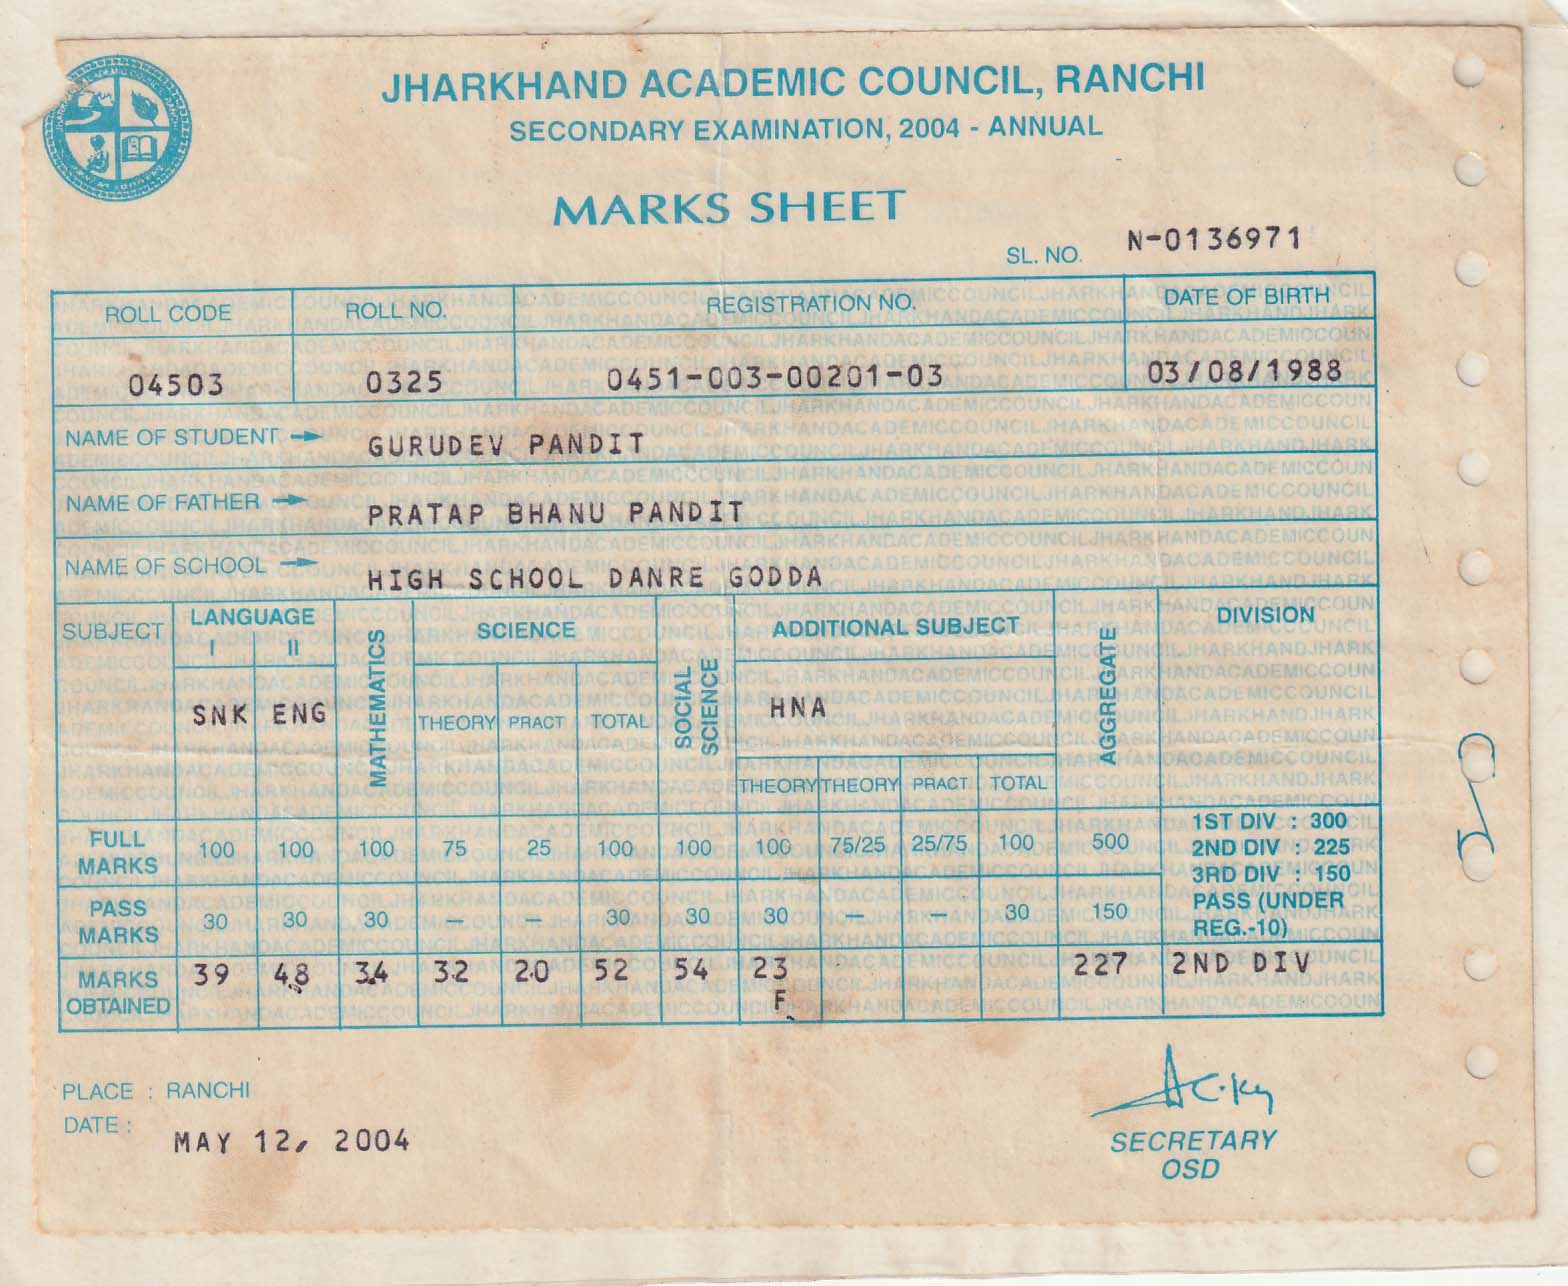 JHARKHAND ACADEMIC COUNCIL, RANCHI
SECONDARY EXAMINATION, 2004 - ANNUAL
MARKS SHEET
SL. NO. N-0136971
ROLL CODE ROLL NO. REGISTRATION NO. DATE OF BIRTH
04503 0325 0451-003-00201-03 03/08/1988
NAME OF STUDENT GURUDEV PANDIT
NAME OF FATHER PRATAP BHANU PANDIT
NAME OF SCHOOL HIGH SCHOOL DANRE GODDA
SUBJECT LANGUAGE MATHEMATICS SCIENCE SOCIAL SCIENCE ADDITIONAL SUBJECT AGGREGATE DIVISION
I II
SNK ENG THEORY PRACT TOTAL HNA
THEORY THEORY PRACT. TOTAL
FULL MARKS 100 100 100 75 25 100 100 100 75/25 25/75 100 500
1ST DIV : 300
2ND DIV : 225
3RD DIV : 150
PASS (UNDER
REG.-10)
PASS MARKS 30 30 30 – – 30 30 30 – – 30 150
MARKS OBTAINED 39 48 34 32 20 52 54 23 227 2ND DIV
F
PLACE : RANCHI
DATE : MAY 12, 2004
SECRETARY
OSD